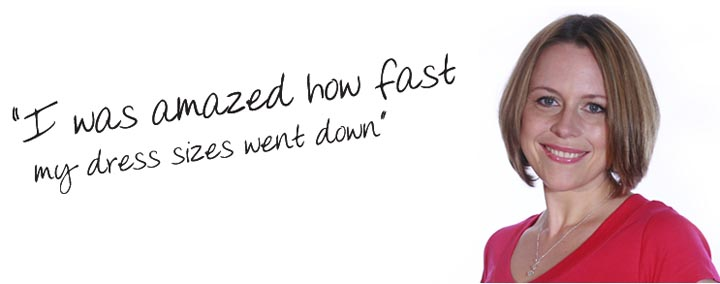 "I was amazed how fast
my dress sizes went down"